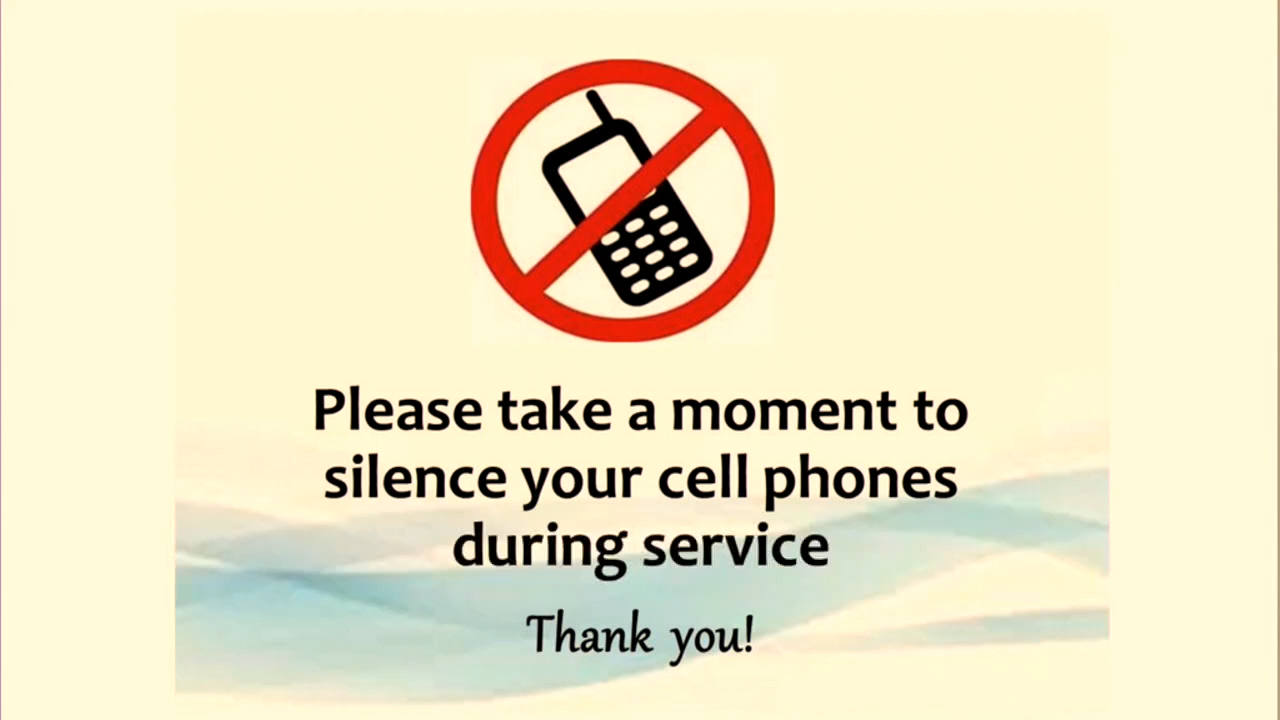 Please take a moment to
silence your cell phones
during service
Thank you!